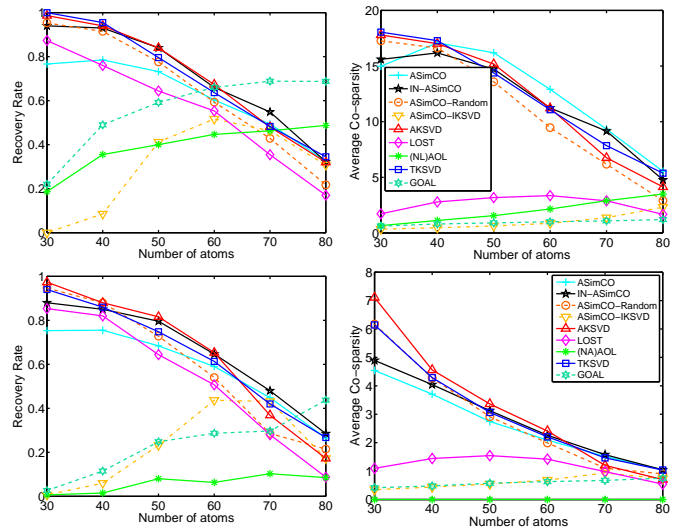 1
0.8
0.6
0.4
0.2
0
Recovery Rate
30 40 50 60 70 80
Number of atoms
20
15
10
5
0
Average Co-sparsity
ASimCO
IN-ASimCO
ASimCO-Random
ASimCO-IKSVD
AKSVD
LOST
(NL)AOL
TKSVD
GOAL
30 40 50 60 70 80
Number of atoms
1
0.8
0.6
0.4
0.2
0
Recovery Rate
30 40 50 60 70 80
Number of atoms
8
7
6
5
4
3
2
1
0
Average Co-sparsity
ASimCO
IN-ASimCO
ASimCO-Random
ASimCO-IKSVD
AKSVD
LOST
(NA)AOL
TKSVD
GOAL
30 40 50 60 70 80
Number of atoms